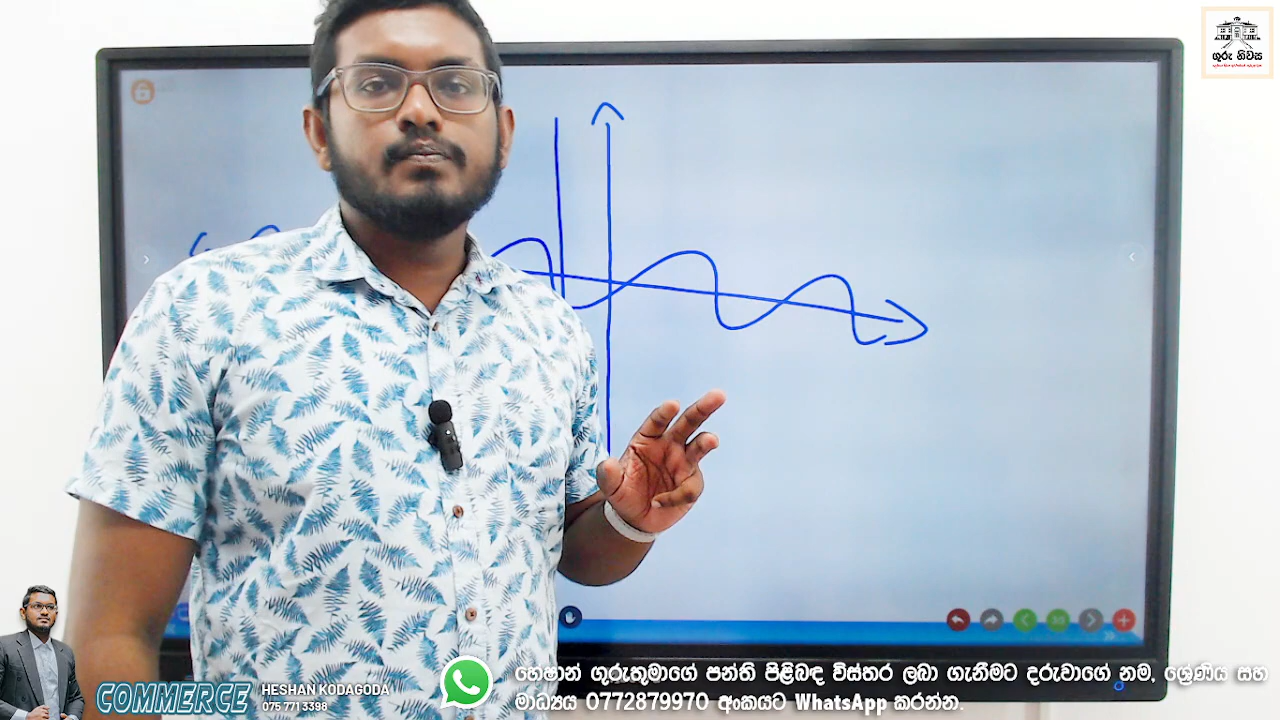 ගුරු නිවස
COMMERCE
HESHAN KODAGODA
075 771 3398
හේෂාන් ගුරුතුමාගේ පන්ති පිළිබඳ විස්තර ලබා ගැනීමට දරුවාගේ නම, ශ්‍රේණිය සහ
මාධ්‍යය 0772879970 අංකයට WhatsApp කරන්න.